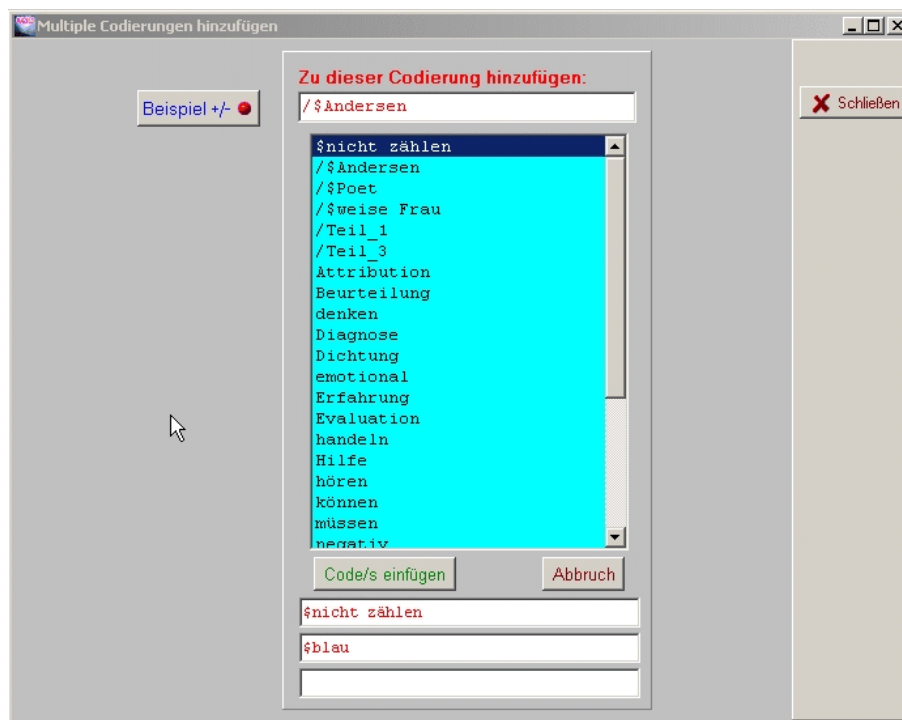 Multiple Codierungen hinzufügen
Zu dieser Codierung hinzufügen:
Beispiel +/-
/$Andersen
Schließen
$nicht zählen
/$Andersen
/$Poet
/$weise Frau
/Teil_1
/Teil_3
Attribution
Beurteilung
denken
Diagnose
Dichtung
emotional
Erfahrung
Evaluation
handeln
Hilfe
hören
können
müssen
negativ
Code/s einfügen
Abbruch
$nicht zählen
$blau